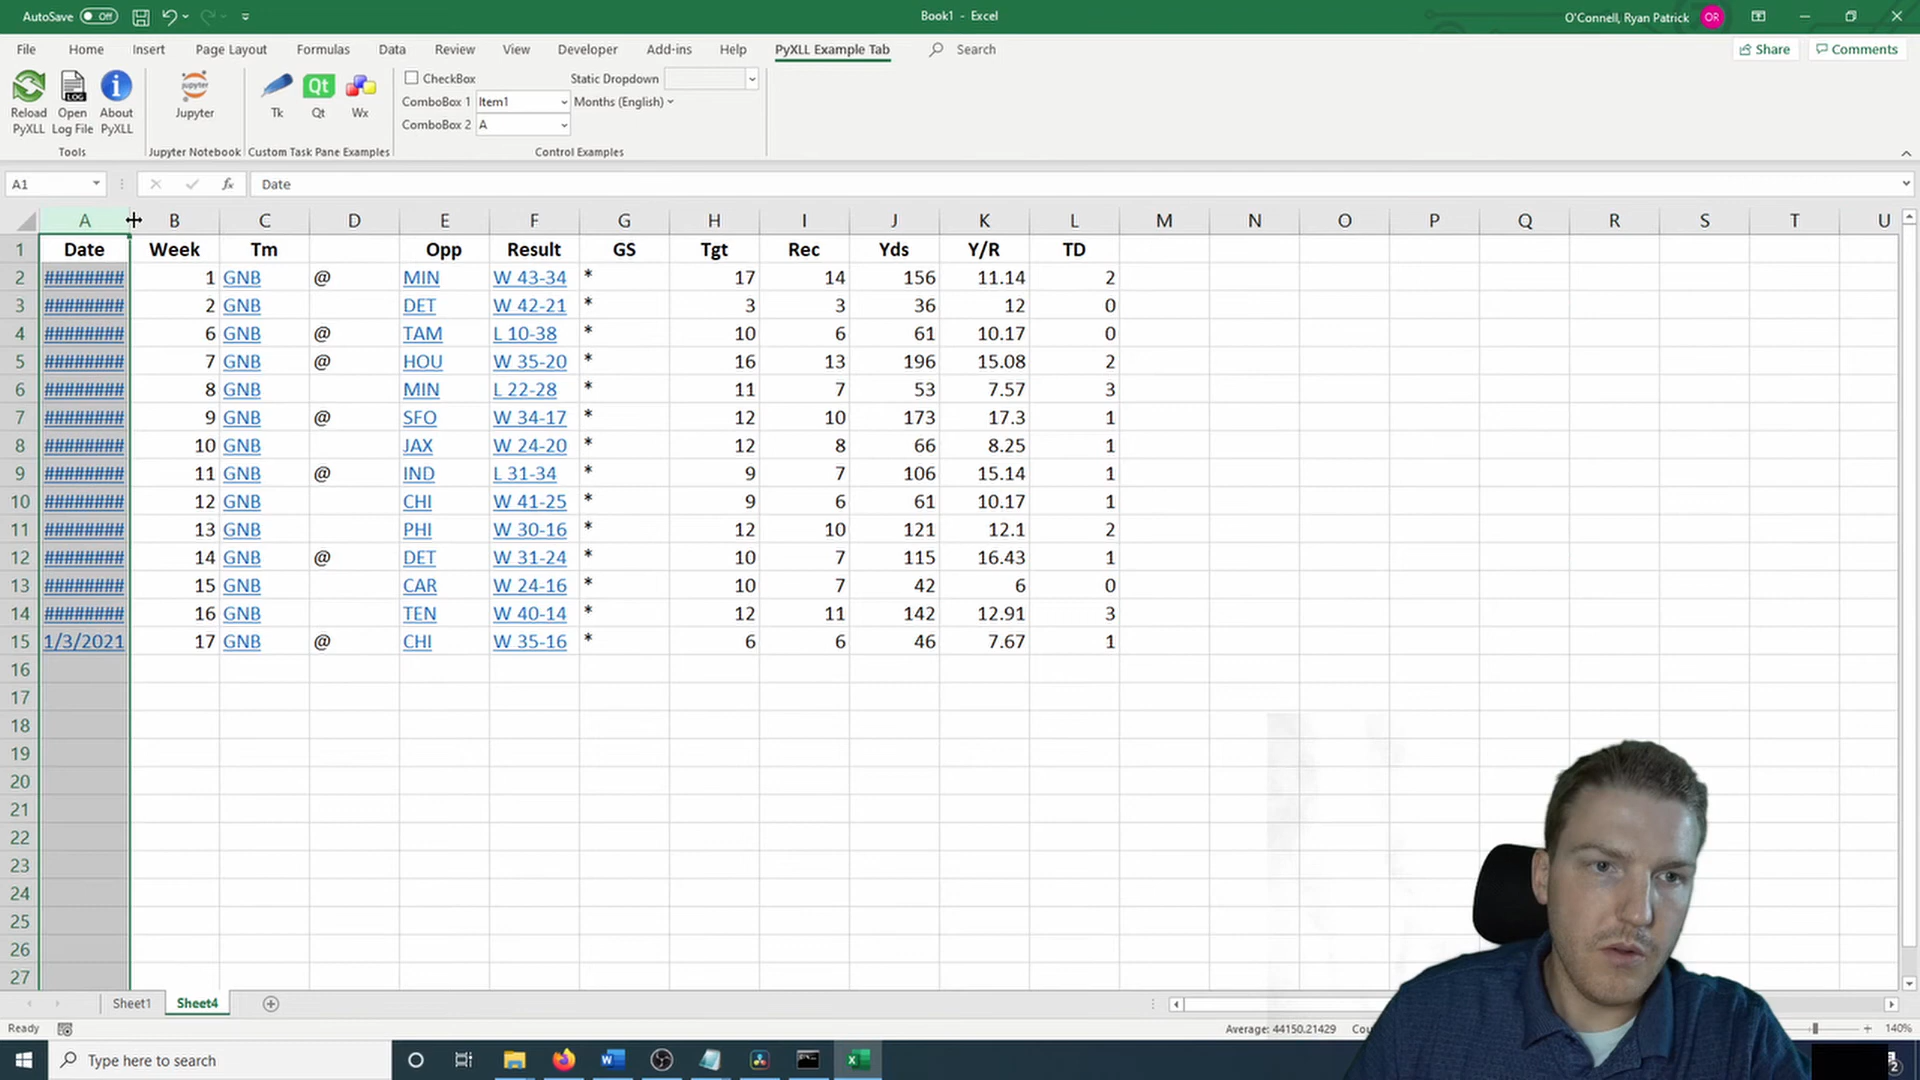 AutoSave Off Book1 - Excel O'Connell, Ryan Patrick OR
File Home Insert Page Layout Formulas Data Review View Developer Add-ins Help PyXLL Example Tab Search Share Comments
CheckBox Static Dropdown
ComboBox 1 Item1 Months (English)
ComboBox 2 A
Reload PyXLL Open Log File About PyXLL Jupyter Tk Qt Wx
Tools Jupyter Notebook Custom Task Pane Examples Control Examples
A1 fx Date
A B C D E F G H I J K L M N O P Q R S T U
1 Date Week Tm Opp Result GS Tgt Rec Yds Y/R TD
2 ######## 1 GNB @ MIN W 43-34 * 17 14 156 11.14 2
3 ######## 2 GNB DET W 42-21 * 3 3 36 12 0
4 ######## 6 GNB @ TAM L 10-38 * 10 6 61 10.17 0
5 ######## 7 GNB @ HOU W 35-20 * 16 13 196 15.08 2
6 ######## 8 GNB MIN L 22-28 * 11 7 53 7.57 3
7 ######## 9 GNB @ SFO W 34-17 * 12 10 173 17.3 1
8 ######## 10 GNB JAX W 24-20 * 12 8 66 8.25 1
9 ######## 11 GNB @ IND L 31-34 * 9 7 106 15.14 1
10 ######## 12 GNB CHI W 41-25 * 9 6 61 10.17 1
11 ######## 13 GNB PHI W 30-16 * 12 10 121 12.1 2
12 ######## 14 GNB @ DET W 31-24 * 10 7 115 16.43 1
13 ######## 15 GNB CAR W 24-16 * 10 7 42 6 0
14 ######## 16 GNB TEN W 40-14 * 12 11 142 12.91 3
15 1/3/2021 17 GNB @ CHI W 35-16 * 6 6 46 7.67 1
16
17
18
19
20
21
22
23
24
25
26
27
Sheet1 Sheet4
Ready Average: 44150.21429 140%
Type here to search 2